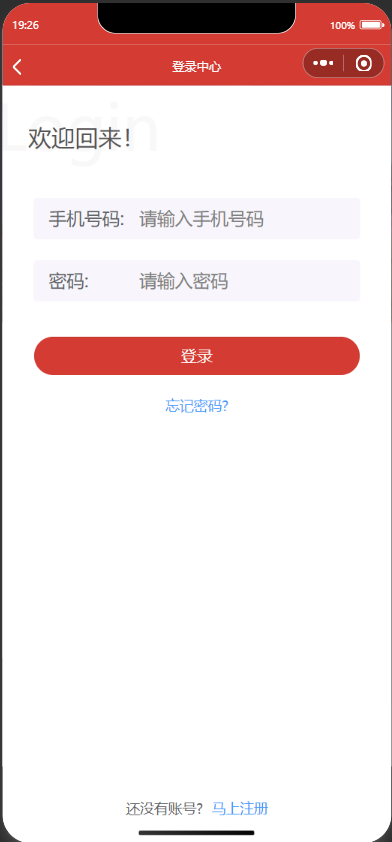 19:26
100%
登录中心
Login
欢迎回来！
手机号码: 请输入手机号码
密码: 请输入密码
登录
忘记密码?
还没有账号? 马上注册